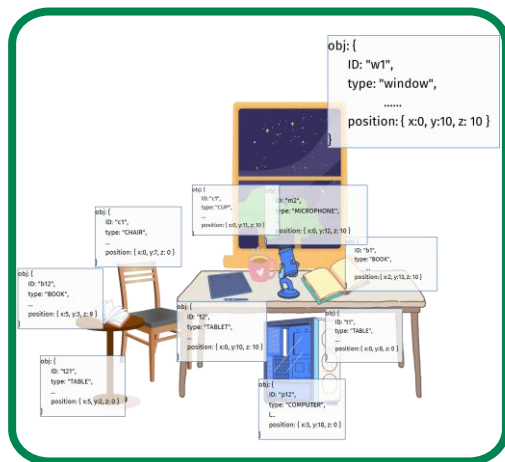 obj: {
ID: "w1",
type: "window",
......
position: { x:0, y:10, z: 10 }
}
obj: {
ID: "c1",
type: "CUP",
...
position: { x:0, y:11, z: 10 }
}
obj: {
ID: "m2",
type: "MICROPHONE",
...
position: { x:0, y:12, z: 10 }
}
obj: {
ID: "c1",
type: "CHAIR",
...
position: { x:0, y:7, z: 0 }
}
obj: {
ID: "b1",
type: "BOOK",
...
position: { x:2, y:13, z: 10 }
}
obj: {
ID: "b12",
type: "BOOK",
...
position: { x:5, y:3, z: 9 }
}
obj: {
ID: "t2",
type: "TABLET",
...
position: { x:0, y:10, z: 10 }
}
obj: {
ID: "t1",
type: "TABLE",
...
position: { x:0, y:8, z: 0 }
}
obj: {
ID: "t21",
type: "TABLE",
...
position: { x:5, y:2, z: 0 }
}
obj: {
ID: "p12"
type: "COMPUTER",
...
position: { x:3, y:18, z: 0 }
}